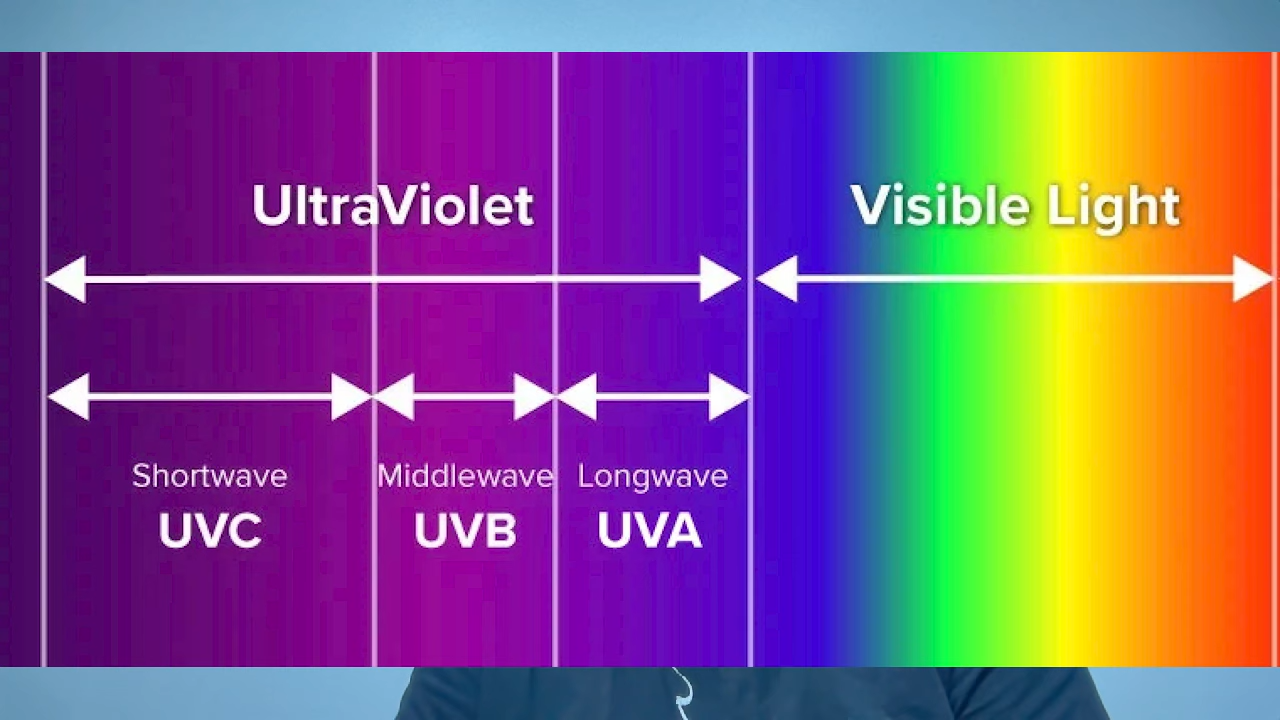 UltraViolet
Visible Light
Shortwave
UVC
Middlewave
UVB
Longwave
UVA